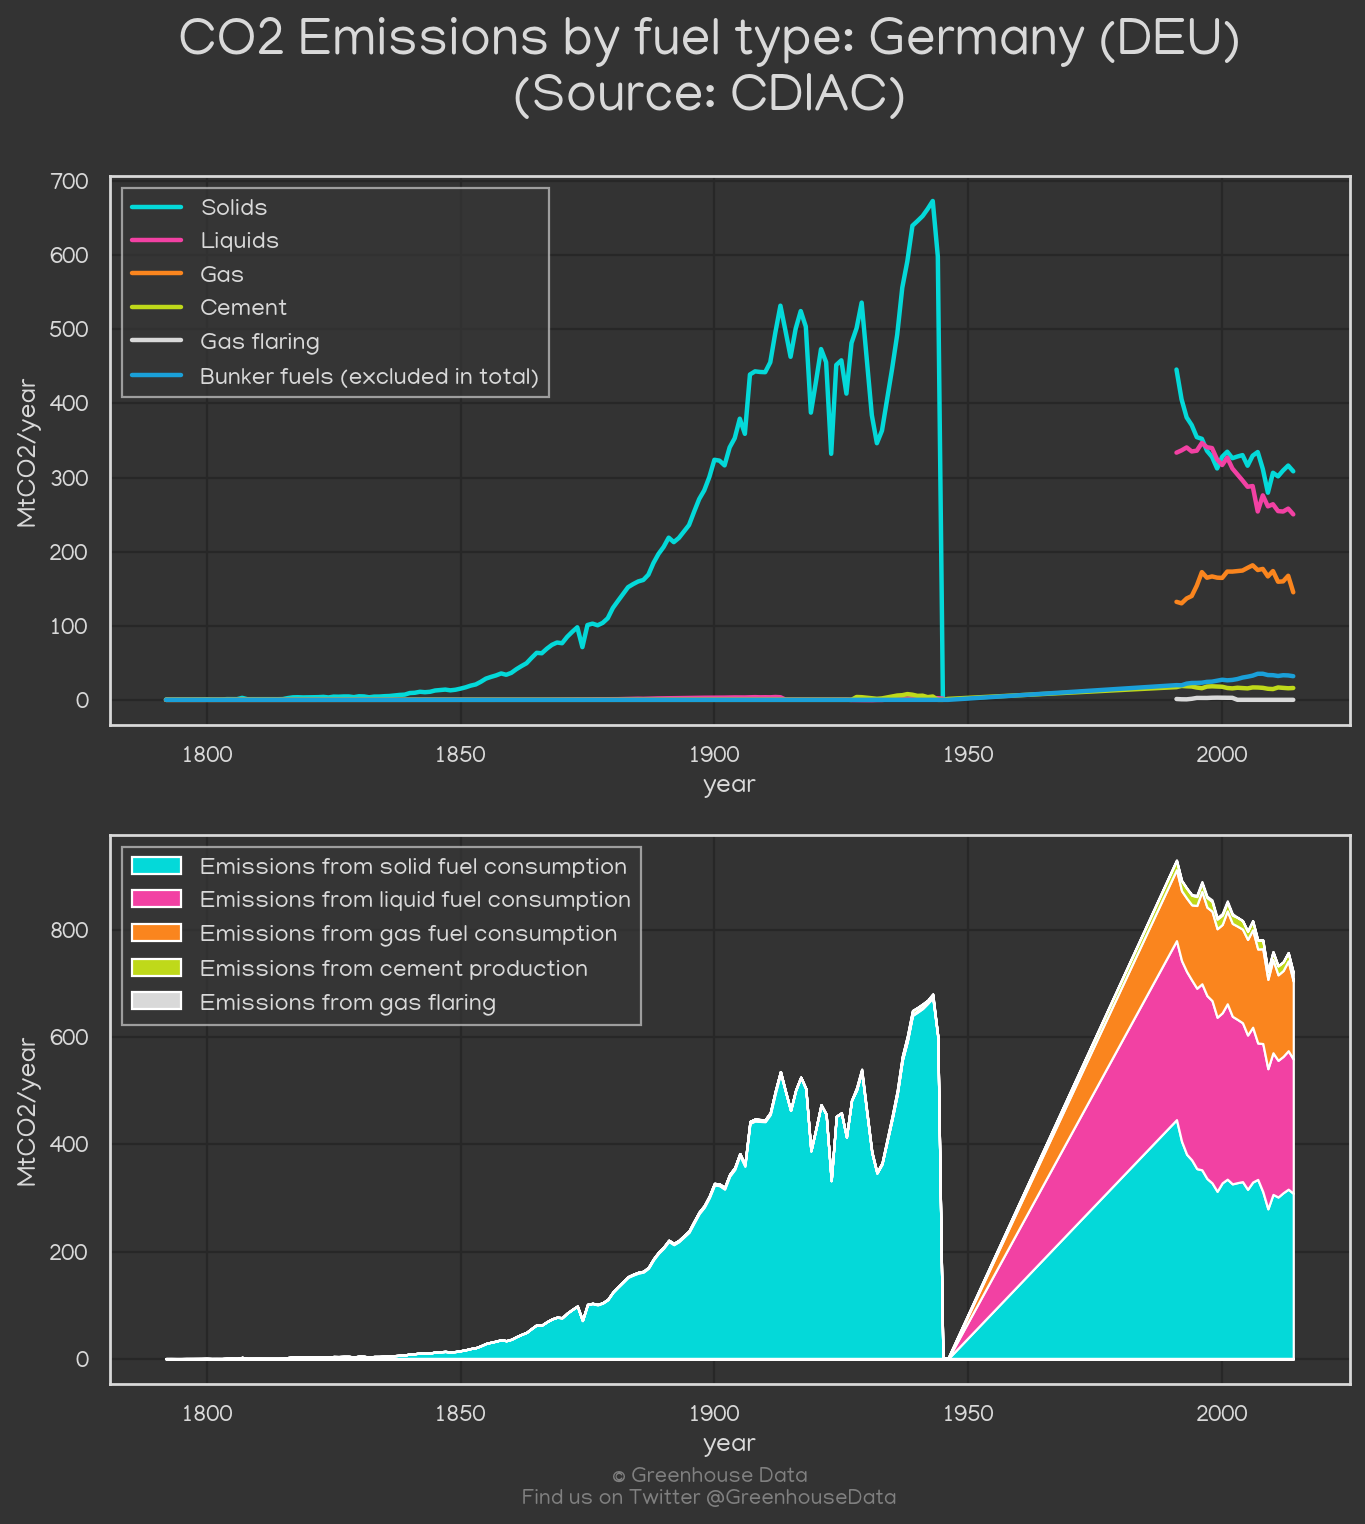 CO2 Emissions by fuel type: Germany (DEU)
(Source: CDIAC)
700
600
500
400
300
200
100
0
MtCO2/year
Solids
Liquids
Gas
Cement
Gas flaring
Bunker fuels (excluded in total)
1800
1850
1900
1950
2000
year
800
600
400
200
0
MtCO2/year
Emissions from solid fuel consumption
Emissions from liquid fuel consumption
Emissions from gas fuel consumption
Emissions from cement production
Emissions from gas flaring
1800
1850
1900
1950
2000
year
© Greenhouse Data
Find us on Twitter @GreenhouseData